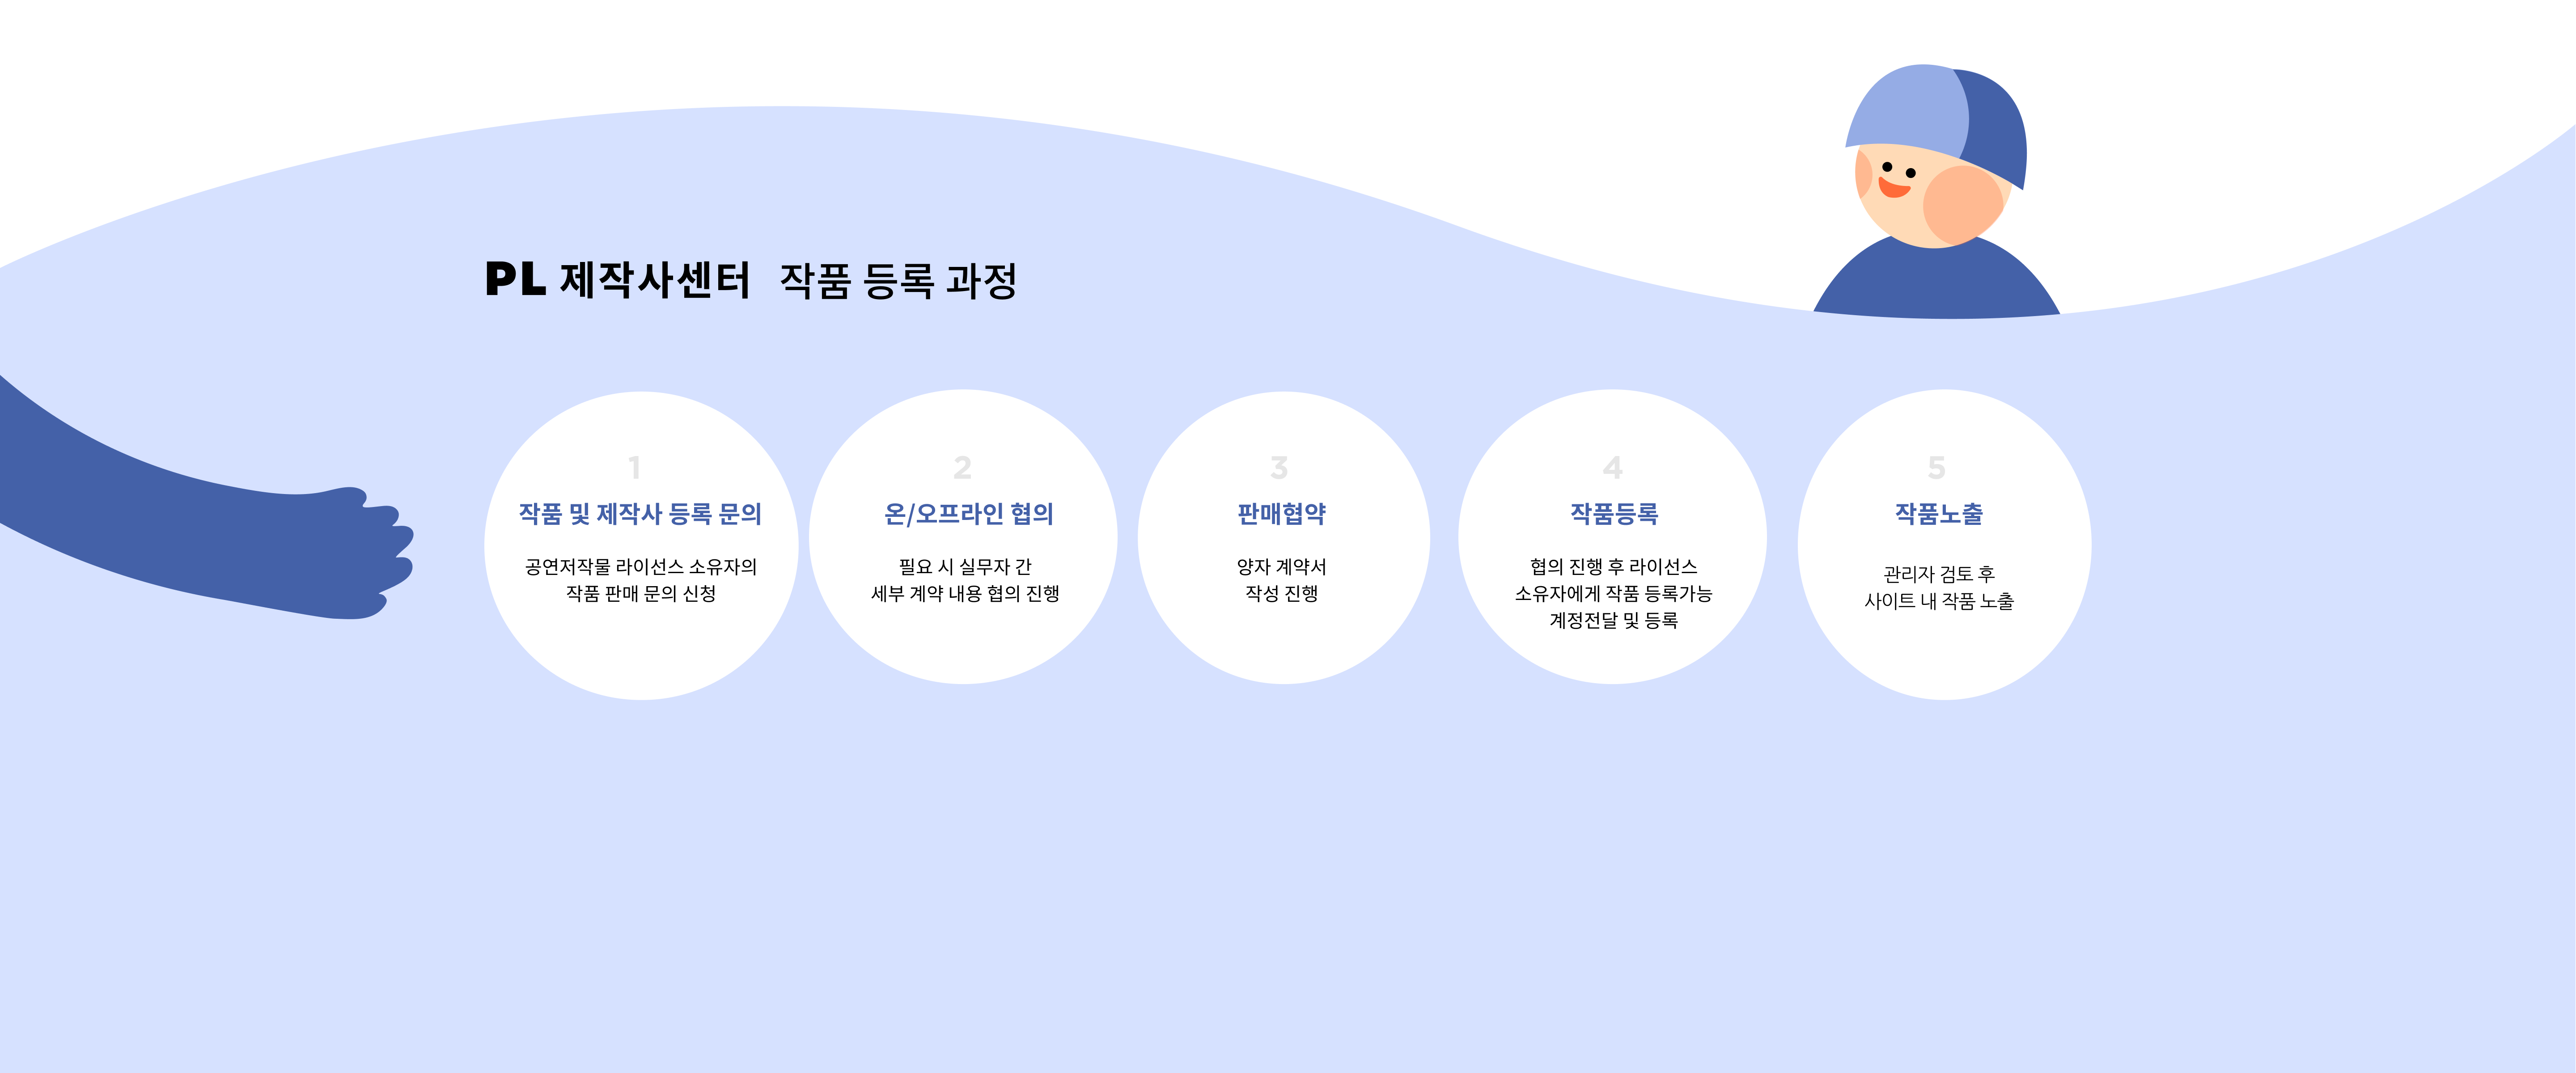 PL 제작사센터 작품 등록 과정
1
작품 및 제작사 등록 문의
공연저작물 라이선스 소유자의
작품 판매 문의 신청
2
온/오프라인 협의
필요 시 실무자 간
세부 계약 내용 협의 진행
3
판매협약
양자 계약서
작성 진행
4
작품등록
협의 진행 후 라이선스
소유자에게 작품 등록가능
계정전달 및 등록
5
작품노출
관리자 검토 후
사이트 내 작품 노출